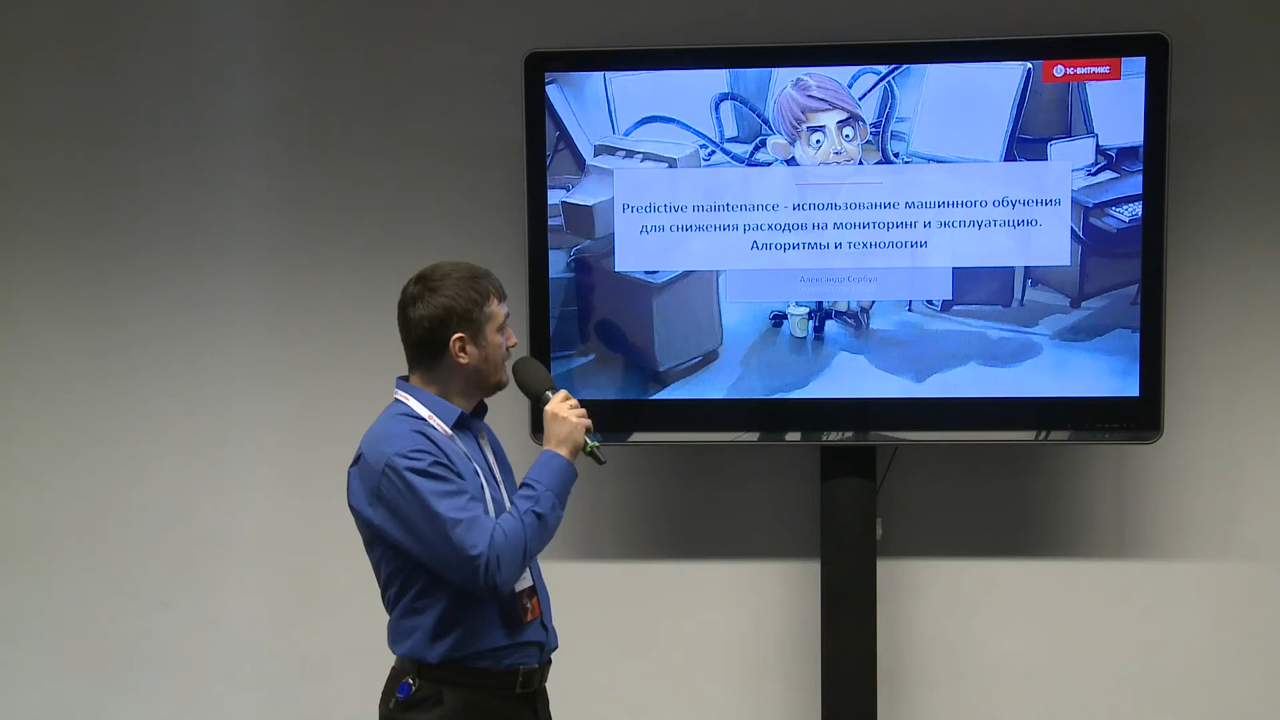 1С-БИТРИКС
Predictive maintenance - использование машинного обучения
для снижения расходов на мониторинг и эксплуатацию.
Алгоритмы и технологии
Александр Сербул